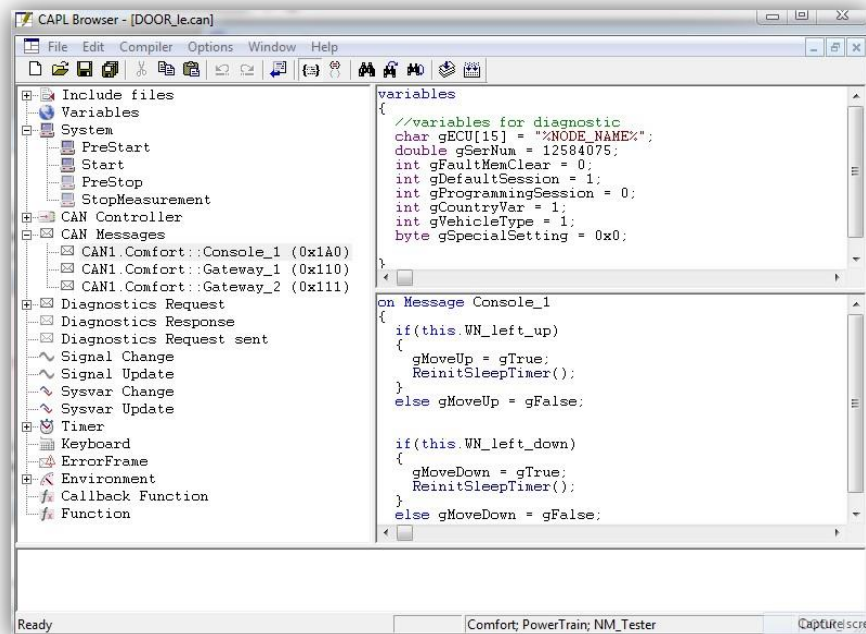 CAPL Browser - [DOOR_le.can]
File Edit Compiler Options Window Help
Include files
Variables
System
PreStart
Start
PreStop
StopMeasurement
CAN Controller
CAN Messages
CAN1.Comfort::Console_1 (0x1A0)
CAN1.Comfort::Gateway_1 (0x110)
CAN1.Comfort::Gateway_2 (0x111)
Diagnostics Request
Diagnostics Response
Diagnostics Request sent
Signal Change
Signal Update
Sysvar Change
Sysvar Update
Timer
Keyboard
ErrorFrame
Environment
Callback Function
Function
variables
{
//variables for diagnostic
char gECU[15] = "%NODE_NAME%";
double gSerNum = 12584075;
int gFaultMemClear = 0;
int gDefaultSession = 1;
int gProgrammingSession = 0;
int gCountryVar = 1;
int gVehicleType = 1;
byte gSpecialSetting = 0x0;
}
on Message Console_1
{
if(this.WN_left_up)
{
gMoveUp = gTrue;
ReinitSleepTimer();
}
else gMoveUp = gFalse;
if(this.WN_left_down)
{
gMoveDown = gTrue;
ReinitSleepTimer();
}
else gMoveDown = gFalse;
Ready
Comfort; PowerTrain; NM_Tester